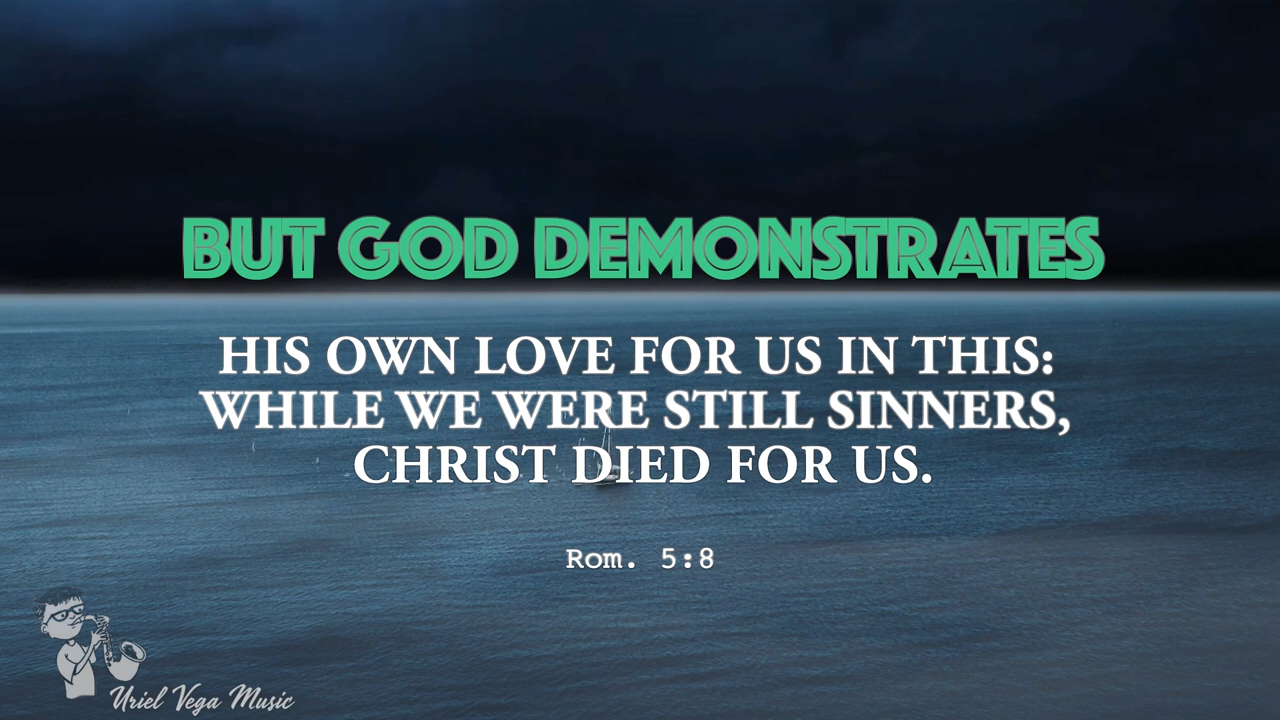 BUT GOD DEMONSTRATES
HIS OWN LOVE FOR US IN THIS:
WHILE WE WERE STILL SINNERS,
CHRIST DIED FOR US.
Rom. 5:8
Uriel Vega Music